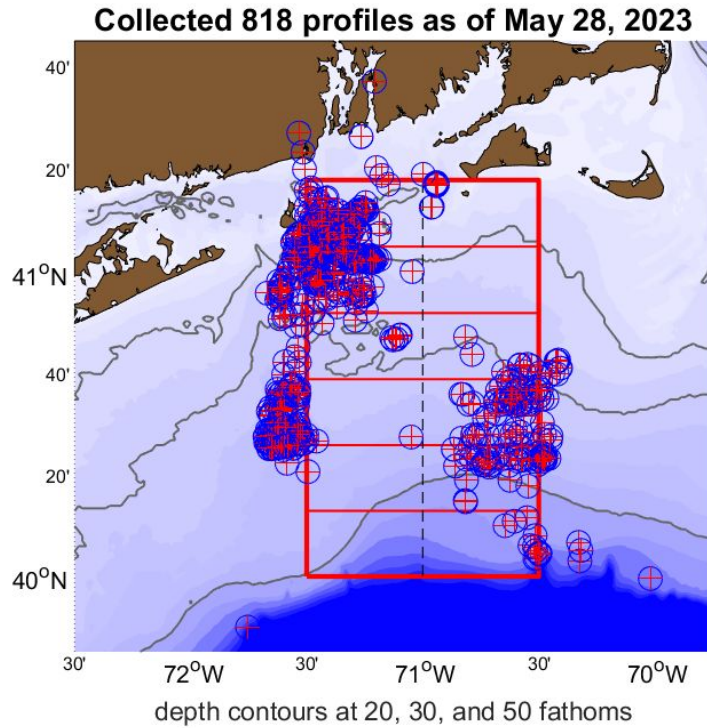 Collected 818 profiles as of May 28, 2023
40'
20'
41°N
40'
20'
40°N
30'
72°W
30'
71°W
30'
70°W
depth contours at 20, 30, and 50 fathoms